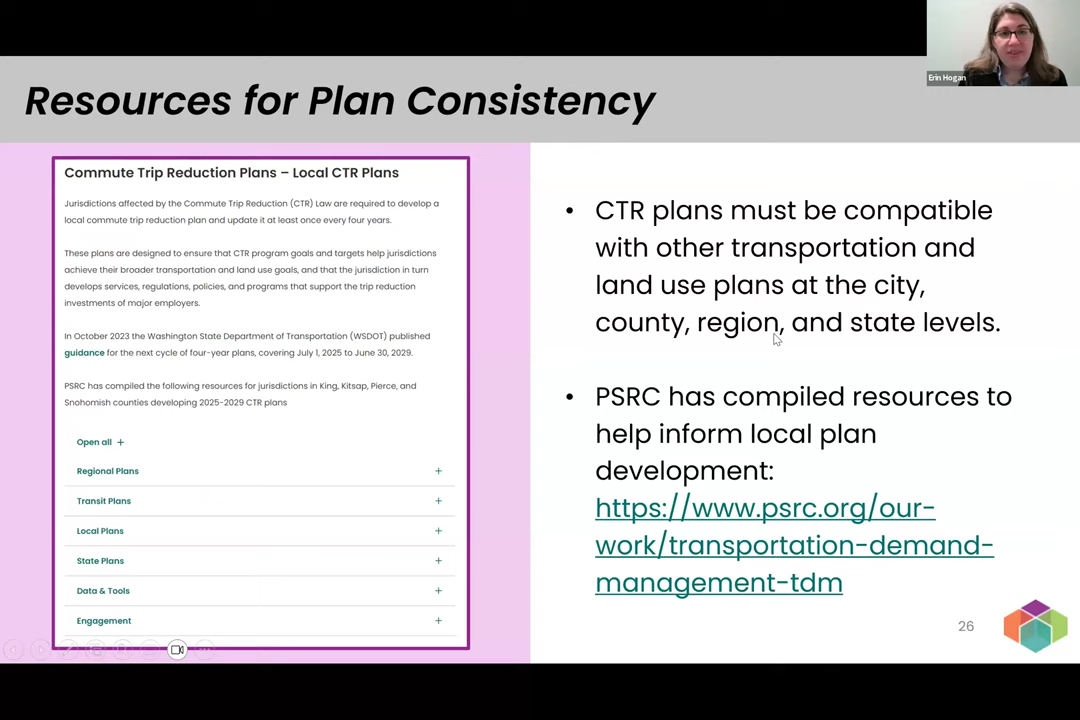 Erin Hogan
Resources for Plan Consistency
Commute Trip Reduction Plans – Local CTR Plans
Jurisdictions affected by the Commute Trip Reduction (CTR) Law are required to develop a
local commute trip reduction plan and update it at least once every four years.
These plans are designed to ensure that CTR program goals and targets help jurisdictions
achieve their broader transportation and land use goals, and that the jurisdiction in turn
develops services, regulations, policies, and programs that support the trip reduction
investments of major employers.
In October 2023 the Washington State Department of Transportation (WSDOT) published
guidance for the next cycle of four-year plans, covering July 1, 2025 to June 30, 2029.
PSRC has compiled the following resources for jurisdictions in King, Kitsap, Pierce, and
Snohomish counties developing 2025-2029 CTR plans
Open all +
Regional Plans +
Transit Plans +
Local Plans +
State Plans +
Data & Tools +
Engagement +
• CTR plans must be compatible
with other transportation and
land use plans at the city,
county, region, and state levels.
• PSRC has compiled resources to
help inform local plan
development:
https://www.psrc.org/our-
work/transportation-demand-
management-tdm
26